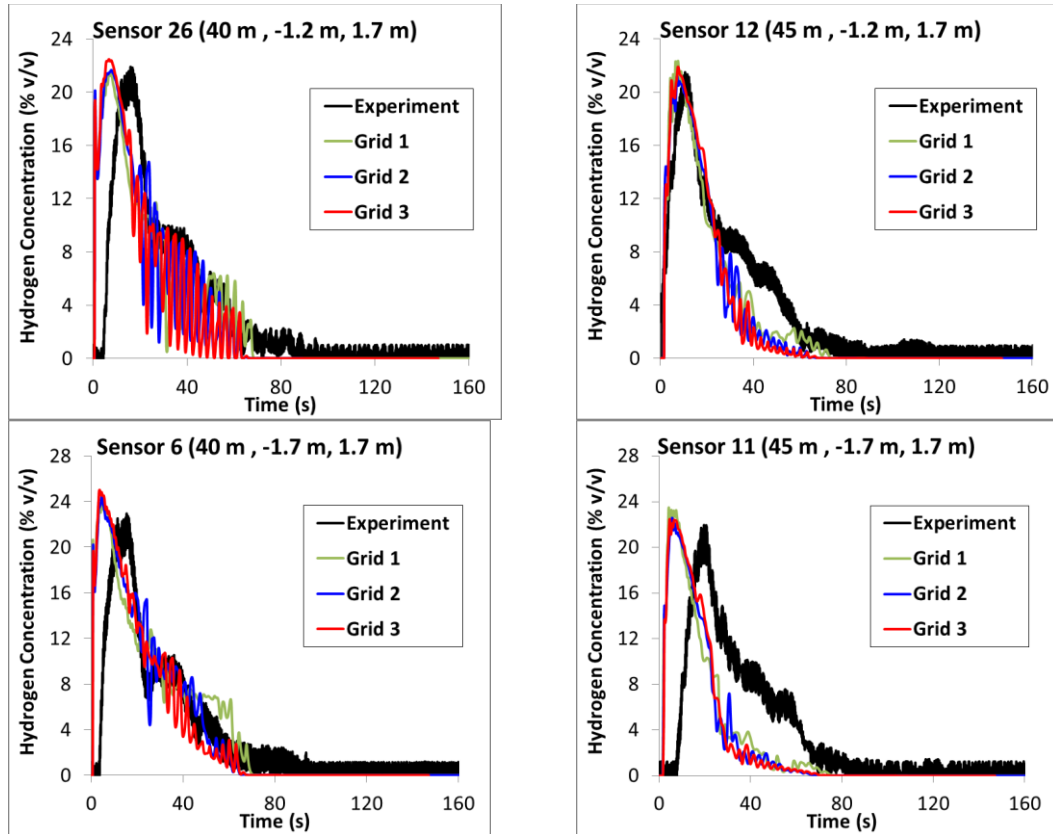 Sensor 26 (40 m , -1.2 m, 1.7 m)
Hydrogen Concentration (% v/v)
24
20
16
12
8
4
0
Experiment
Grid 1
Grid 2
Grid 3
0 40 80 120 160
Time (s)
Sensor 12 (45 m, -1.2 m, 1.7 m)
Hydrogen Concentration (% v/v)
24
20
16
12
8
4
0
Experiment
Grid 1
Grid 2
Grid 3
0 40 80 120 160
Time (s)
Sensor 6 (40 m , -1.7 m, 1.7 m)
Hydrogen Concentration (% v/v)
28
24
20
16
12
8
4
0
Experiment
Grid 1
Grid 2
Grid 3
0 40 80 120 160
Time (s)
Sensor 11 (45 m , -1.7 m, 1.7 m)
Hydrogen Concentration (% v/v)
28
24
20
16
12
8
4
0
Experiment
Grid 1
Grid 2
Grid 3
0 40 80 120 160
Time (s)